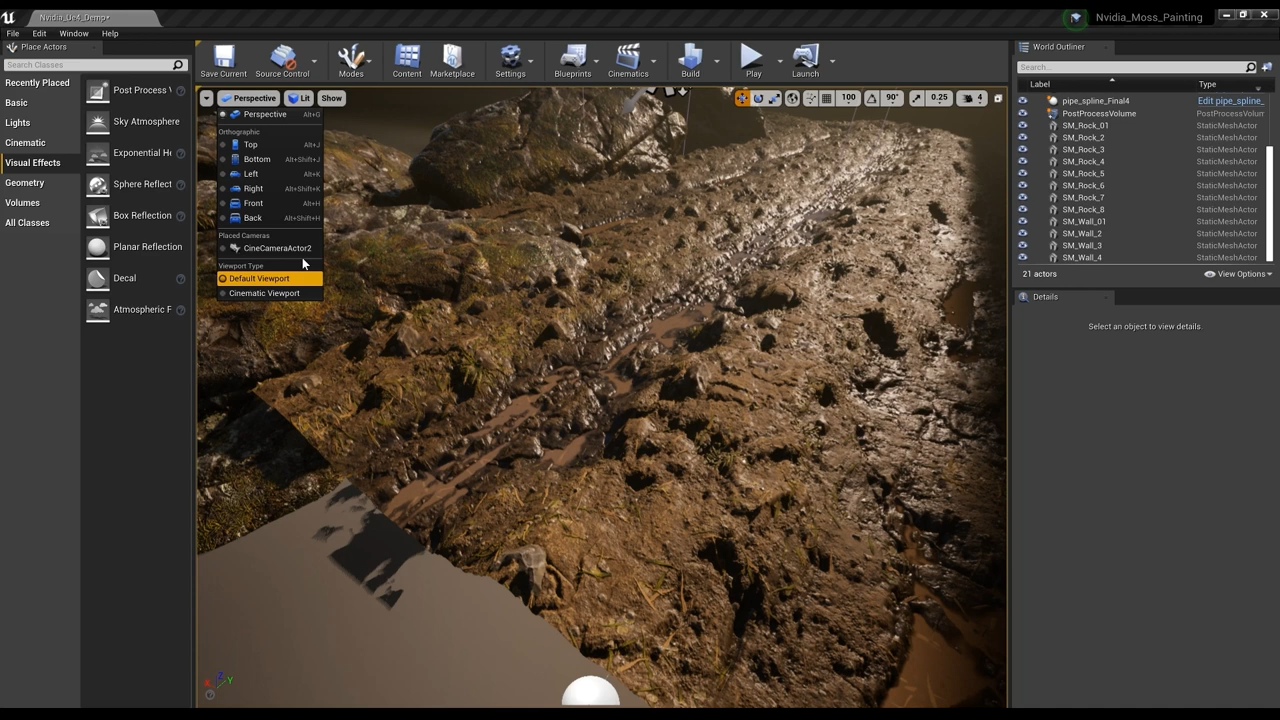 Nvidia_Ue4_Demp*
Nvidia_Moss_Painting
File Edit Window Help
Place Actors
Search Classes
Recently Placed
Basic
Lights
Cinematic
Visual Effects
Geometry
Volumes
All Classes
Post Process V
Sky Atmosphere
Exponential He
Sphere Reflect
Box Reflection
Planar Reflection
Decal
Atmospheric F
Save Current
Source Control
Modes
Content
Marketplace
Settings
Blueprints
Cinematics
Build
Play
Launch
Perspective
Lit
Show
100
90°
0.25
4
Perspective Alt+G
Orthographic
Top Alt+J
Bottom Alt+Shift+J
Left Alt+K
Right Alt+Shift+K
Front Alt+H
Back Alt+Shift+H
Placed Cameras
CineCameraActor2
Viewport Type
Default Viewport
Cinematic Viewport
X Z Y
World Outliner
Search...
Label Type
pipe_spline_Final4 Edit pipe_spline_
PostProcessVolume PostProcessVolum
SM_Rock_01 StaticMeshActor
SM_Rock_2 StaticMeshActor
SM_Rock_3 StaticMeshActor
SM_Rock_4 StaticMeshActor
SM_Rock_5 StaticMeshActor
SM_Rock_6 StaticMeshActor
SM_Rock_7 StaticMeshActor
SM_Rock_8 StaticMeshActor
SM_Wall_01 StaticMeshActor
SM_Wall_2 StaticMeshActor
SM_Wall_3 StaticMeshActor
SM_Wall_4 StaticMeshActor
21 actors View Options
Details
Select an object to view details.